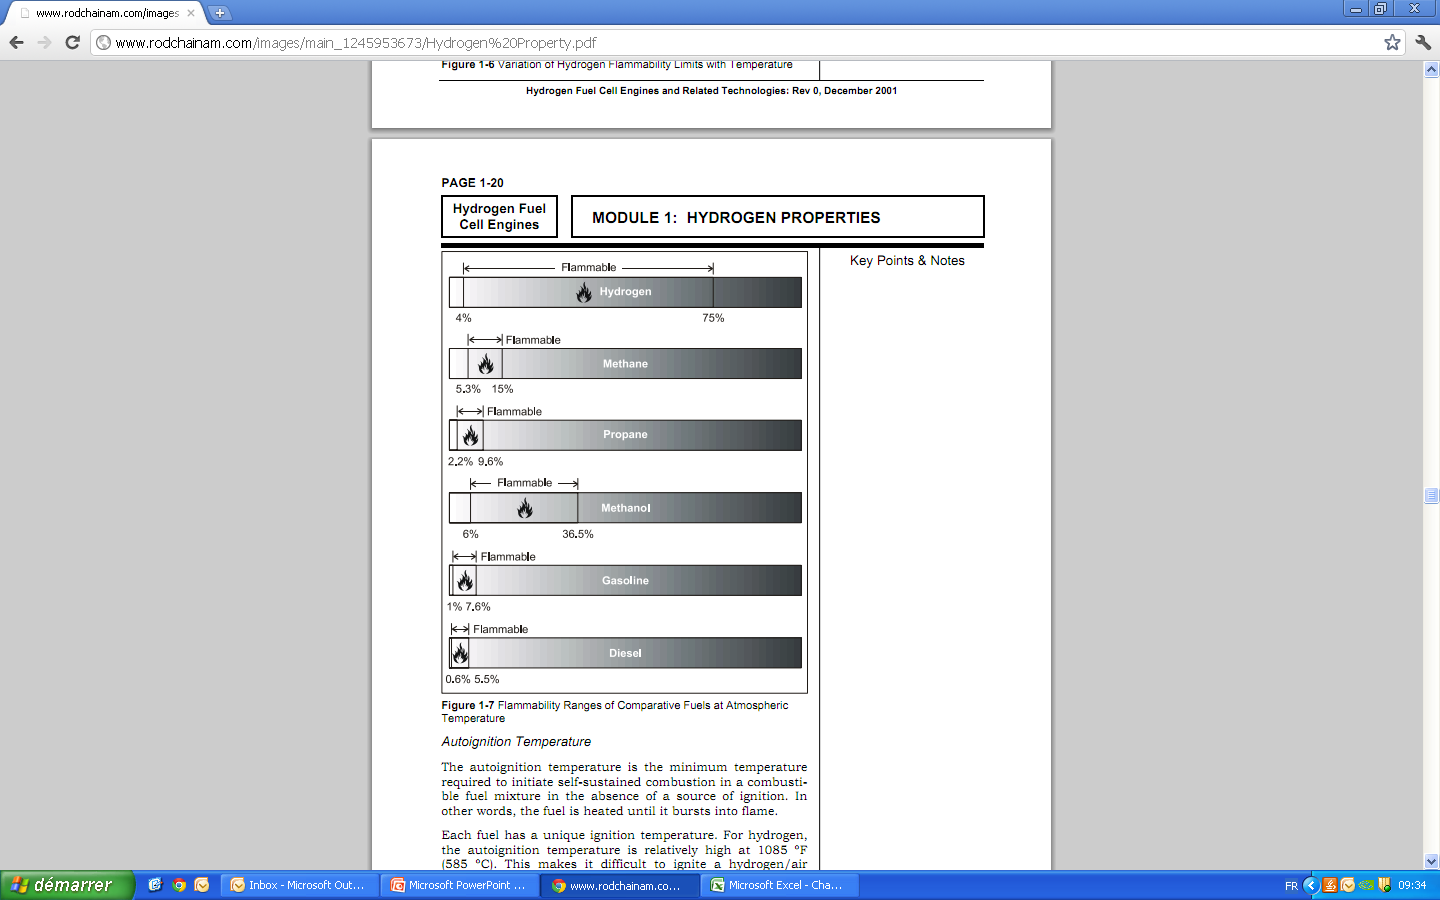 www.rodchainam.com/images
www.rodchainam.com/images/main_1245953673/Hydrogen%20Property.pdf
Figure 1-6 Variation of Hydrogen Flammability Limits with Temperature
Hydrogen Fuel Cell Engines and Related Technologies: Rev 0, December 2001
PAGE 1-20
Hydrogen Fuel
Cell Engines
MODULE 1: HYDROGEN PROPERTIES
Key Points & Notes
Flammable
Hydrogen
4% 75%
Flammable
Methane
5.3% 15%
Flammable
Propane
2.2% 9.6%
Flammable
Methanol
6% 36.5%
Flammable
Gasoline
1% 7.6%
Flammable
Diesel
0.6% 5.5%
Figure 1-7 Flammability Ranges of Comparative Fuels at Atmospheric
Temperature
Autoignition Temperature
The autoignition temperature is the minimum temperature
required to initiate self-sustained combustion in a combusti-
ble fuel mixture in the absence of a source of ignition. In
other words, the fuel is heated until it bursts into flame.
Each fuel has a unique ignition temperature. For hydrogen,
the autoignition temperature is relatively high at 1085 ºF
(585 ºC). This makes it difficult to ignite a hydrogen/air
démarrer
Inbox - Microsoft Out...
Microsoft PowerPoint ...
www.rodchainam.co...
Microsoft Excel - Cha...
FR
09:34